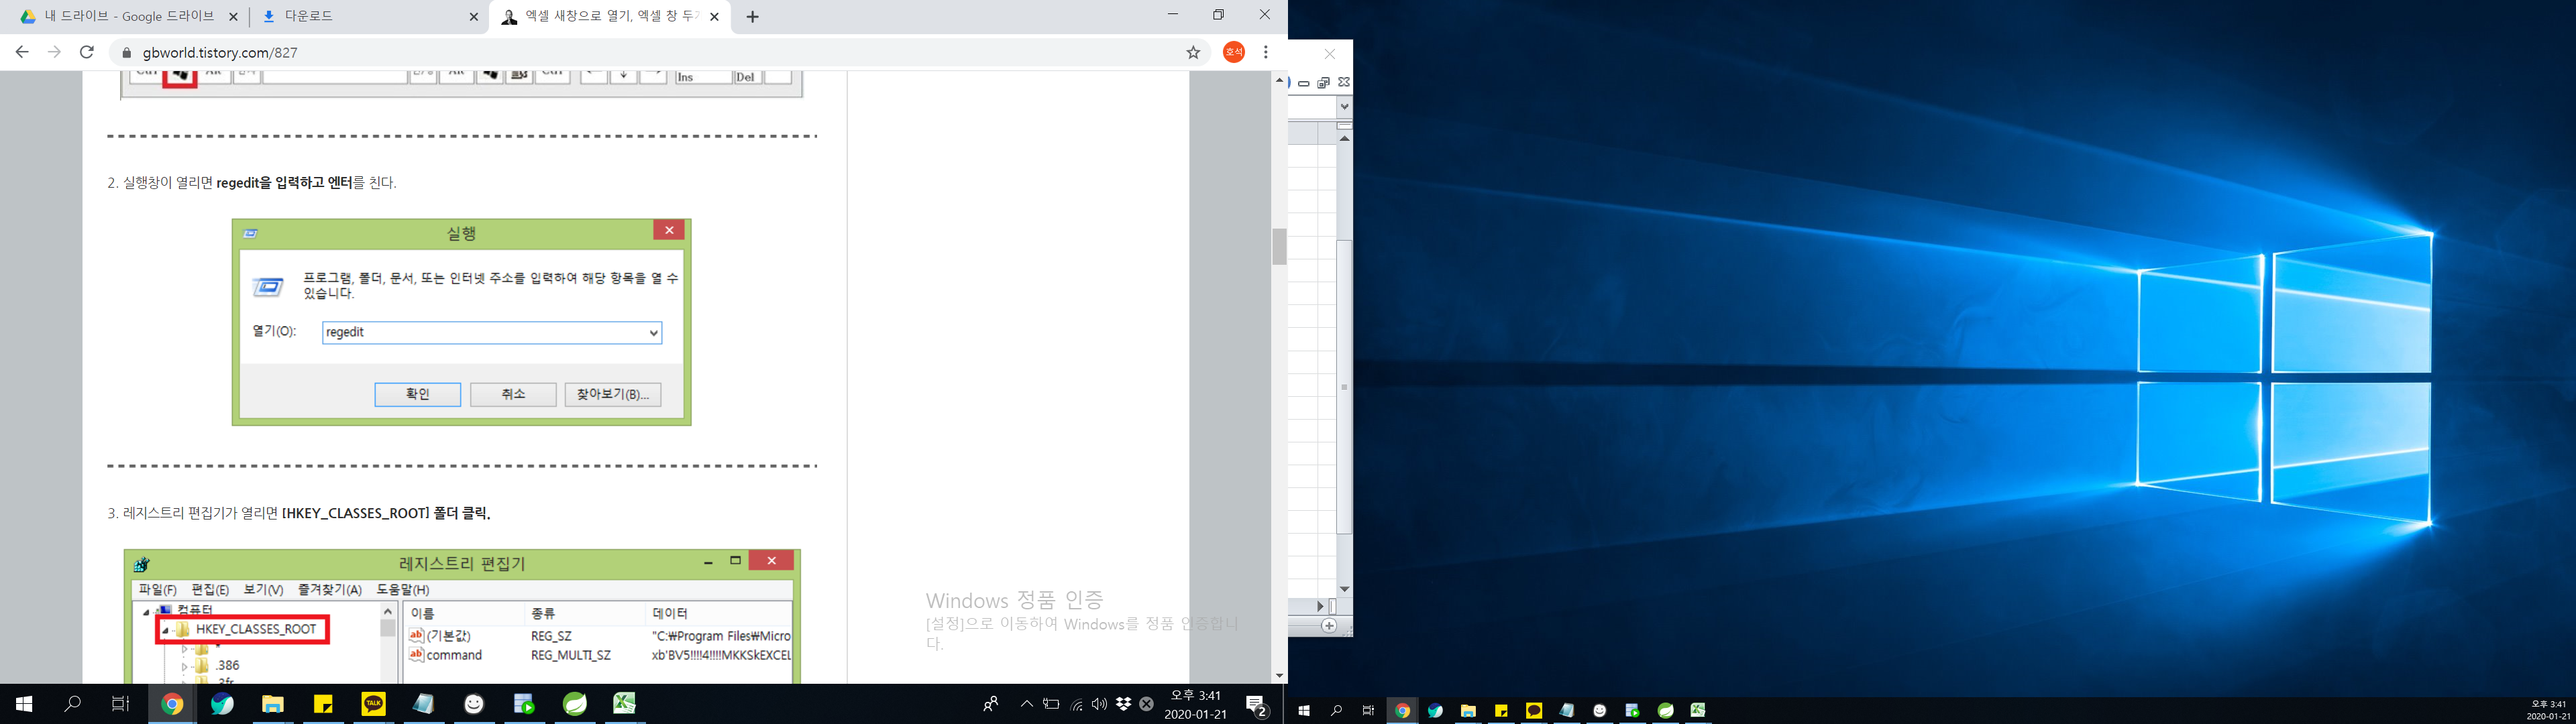 내 드라이브 - Google 드라이브
다운로드
엑셀 새창으로 열기, 엑셀 창 두
gbworld.tistory.com/827
호석
Ctrl
Alt
Alt
Ctrl
Ins
Del
2. 실행창이 열리면 regedit을 입력하고 엔터를 친다.
실행
프로그램, 폴더, 문서, 또는 인터넷 주소를 입력하여 해당 항목을 열 수
있습니다.
열기(O):
regedit
확인
취소
찾아보기(B)...
3. 레지스트리 편집기가 열리면 [HKEY_CLASSES_ROOT] 폴더 클릭.
레지스트리 편집기
파일(F) 편집(E) 보기(V) 즐겨찾기(A) 도움말(H)
컴퓨터
이름 종류 데이터
HKEY_CLASSES_ROOT
(기본값) REG_SZ "C:\Program Files\Micro
*
command REG_MULTI_SZ xb'BV5!!!!4!!!!MKKSkEXCEL
.386
.3fr
Windows 정품 인증
[설정]으로 이동하여 Windows를 정품 인증합니
다.
TALK
오후 3:41
2020-01-21
2
TALK
오후 3:41
2020-01-21